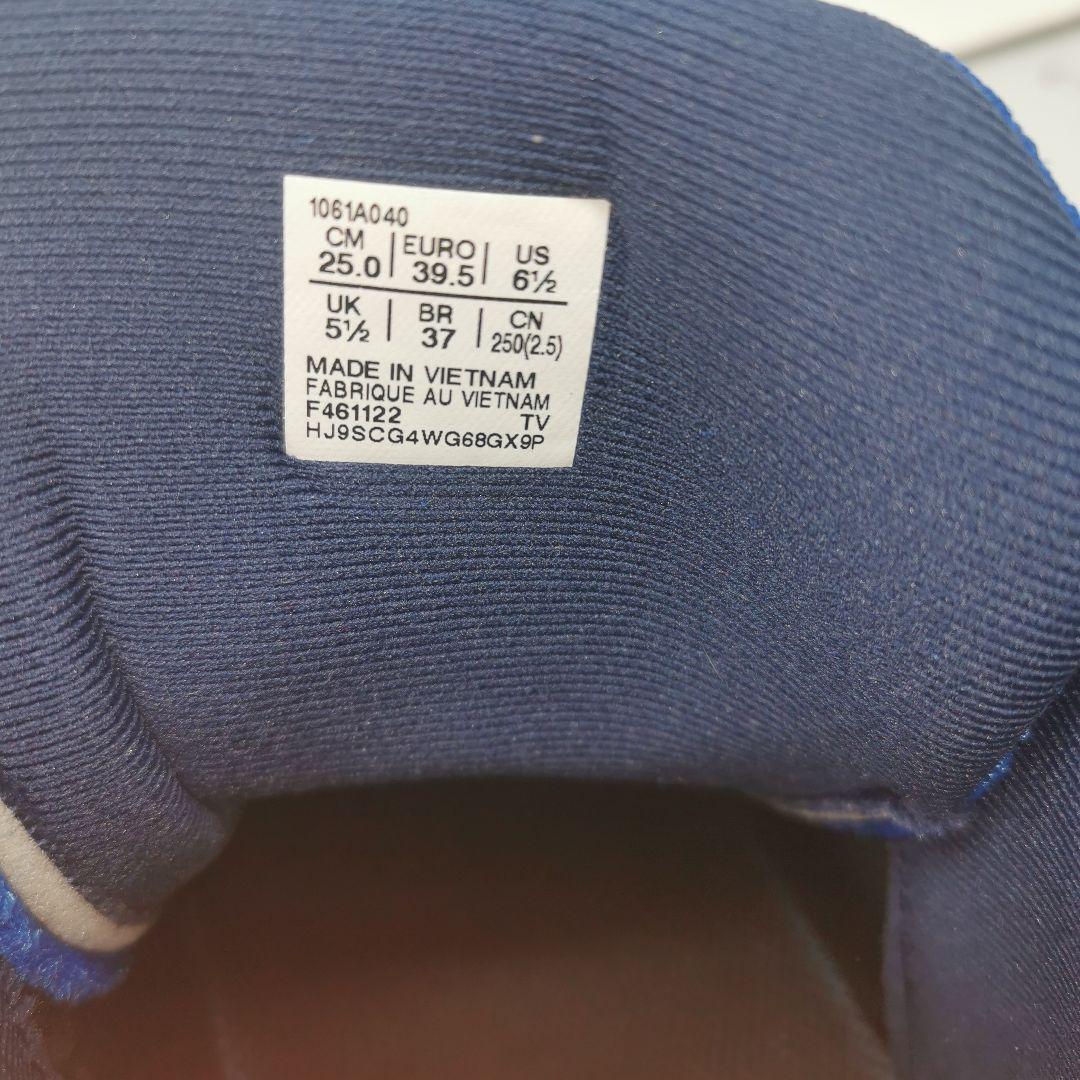 1061A040
CM | EURO | US
25.0 | 39.5 | 6½
UK | BR | CN
5½ | 37 | 250(2.5)
MADE IN VIETNAM
FABRIQUE AU VIETNAM
F461122 TV
HJ9SCG4WG68GX9P